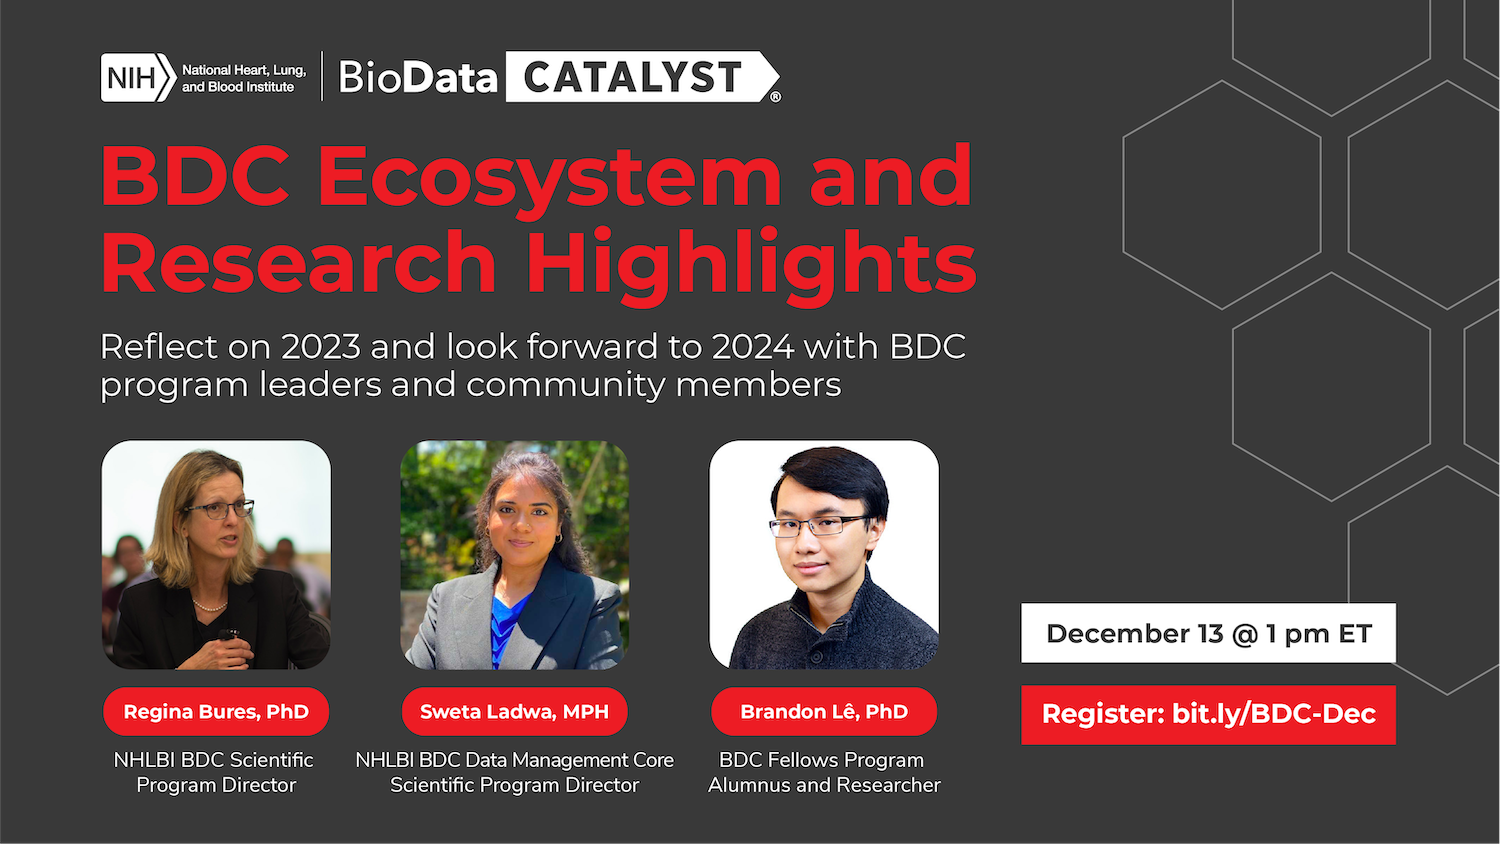 NIH National Heart, Lung, and Blood Institute
BioData CATALYST®
BDC Ecosystem and
Research Highlights
Reflect on 2023 and look forward to 2024 with BDC
program leaders and community members
Regina Bures, PhD
NHLBI BDC Scientific
Program Director
Sweta Ladwa, MPH
NHLBI BDC Data Management Core
Scientific Program Director
Brandon Lê, PhD
BDC Fellows Program
Alumnus and Researcher
December 13 @ 1 pm ET
Register: bit.ly/BDC-Dec